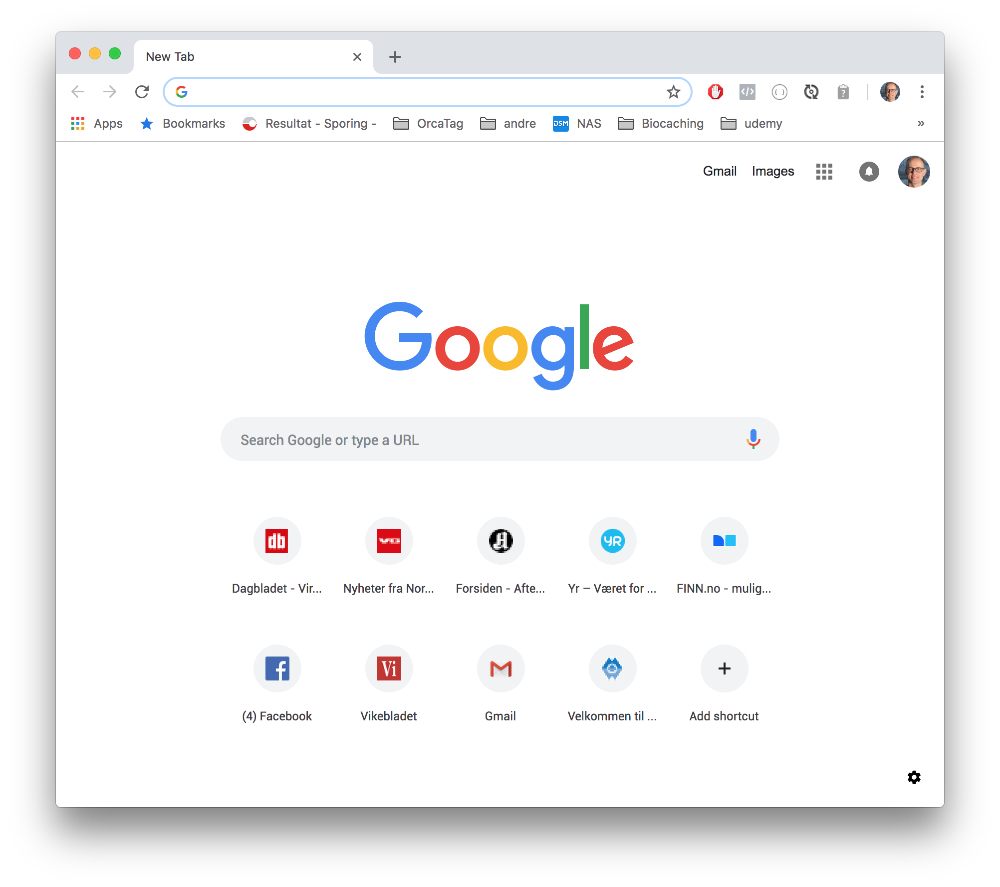 New Tab
Apps Bookmarks Resultat - Sporing - OrcaTag andre DSM NAS Biocaching udemy »
Gmail Images
Google
Search Google or type a URL
db VG YR
Dagbladet - Vir... Nyheter fra Nor... Forsiden - Afte... Yr – Været for ... FINN.no - mulig...
f Vi M
(4) Facebook Vikebladet Gmail Velkommen til ... Add shortcut